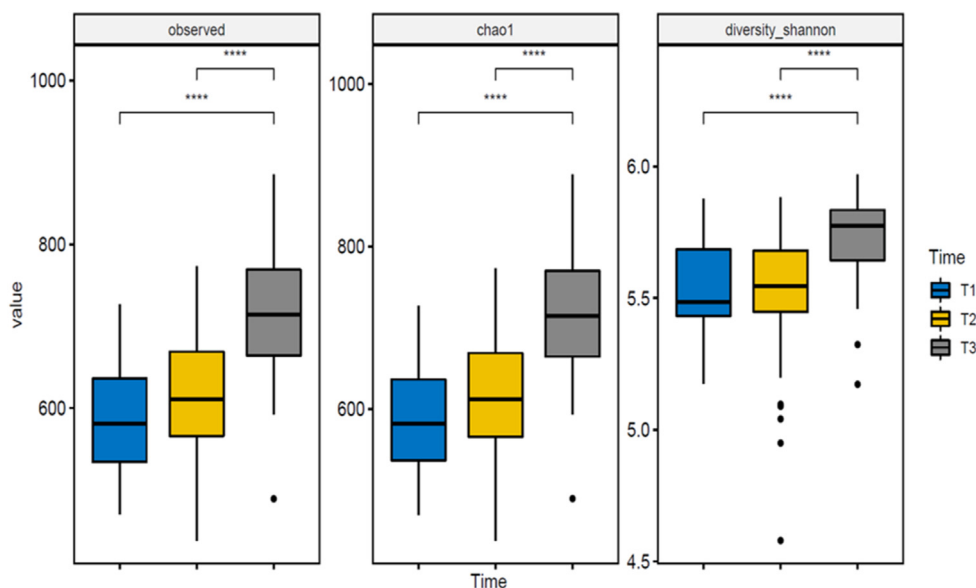 observed
chao1
diversity_shannon
****
****
****
****
****
****
1000
800
600
1000
800
600
6.0
5.5
5.0
4.5
value
Time
Time
T1
T2
T3